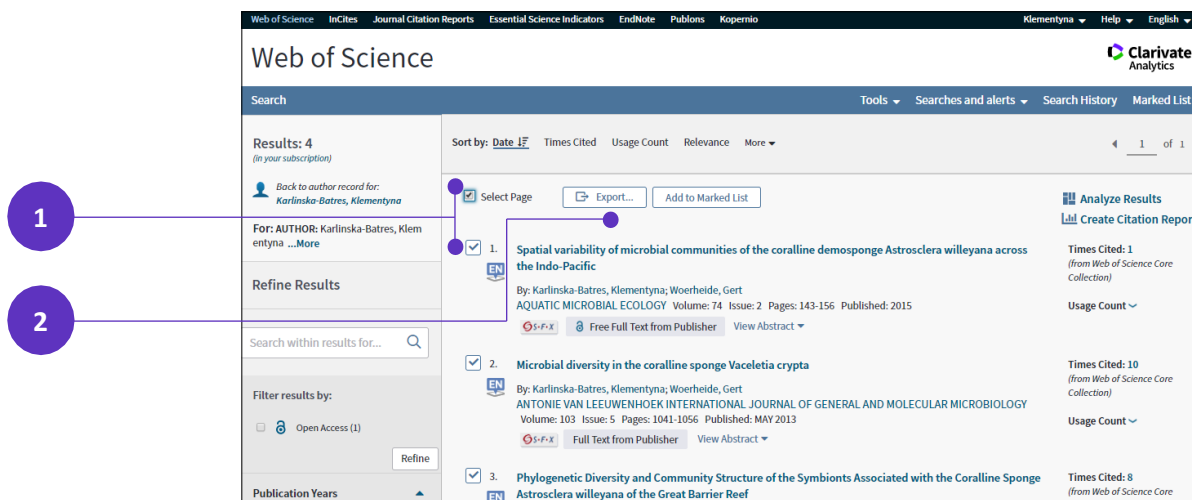 Web of Science InCites Journal Citation Reports Essential Science Indicators EndNote Publons Kopernio Klementyna Help English
Web of Science
Clarivate
Analytics
Search Tools Searches and alerts Search History Marked List
Results: 4
(in your subscription)
Sort by: Date Times Cited Usage Count Relevance More
1 of 1
Back to author record for:
Karlinska-Batres, Klementyna
Select Page Export... Add to Marked List
Analyze Results
Create Citation Repor
1
For: AUTHOR: Karlinska-Batres, Klem
entyna ...More
Refine Results
2
Search within results for...
Filter results by:
Open Access (1)
Refine
Publication Years
1. Spatial variability of microbial communities of the coralline demosponge Astrosclera willeyana across
the Indo-Pacific
EN
By: Karlinska-Batres, Klementyna; Woerheide, Gert
AQUATIC MICROBIAL ECOLOGY Volume: 74 Issue: 2 Pages: 143-156 Published: 2015
S·F·X Free Full Text from Publisher View Abstract
Times Cited: 1
(from Web of Science Core
Collection)
Usage Count
2. Microbial diversity in the coralline sponge Vaceletia crypta
EN
By: Karlinska-Batres, Klementyna; Woerheide, Gert
ANTONIE VAN LEEUWENHOEK INTERNATIONAL JOURNAL OF GENERAL AND MOLECULAR MICROBIOLOGY
Volume: 103 Issue: 5 Pages: 1041-1056 Published: MAY 2013
S·F·X Full Text from Publisher View Abstract
Times Cited: 10
(from Web of Science Core
Collection)
Usage Count
3. Phylogenetic Diversity and Community Structure of the Symbionts Associated with the Coralline Sponge
Astrosclera willeyana of the Great Barrier Reef
EN
Times Cited: 8
(from Web of Science Core